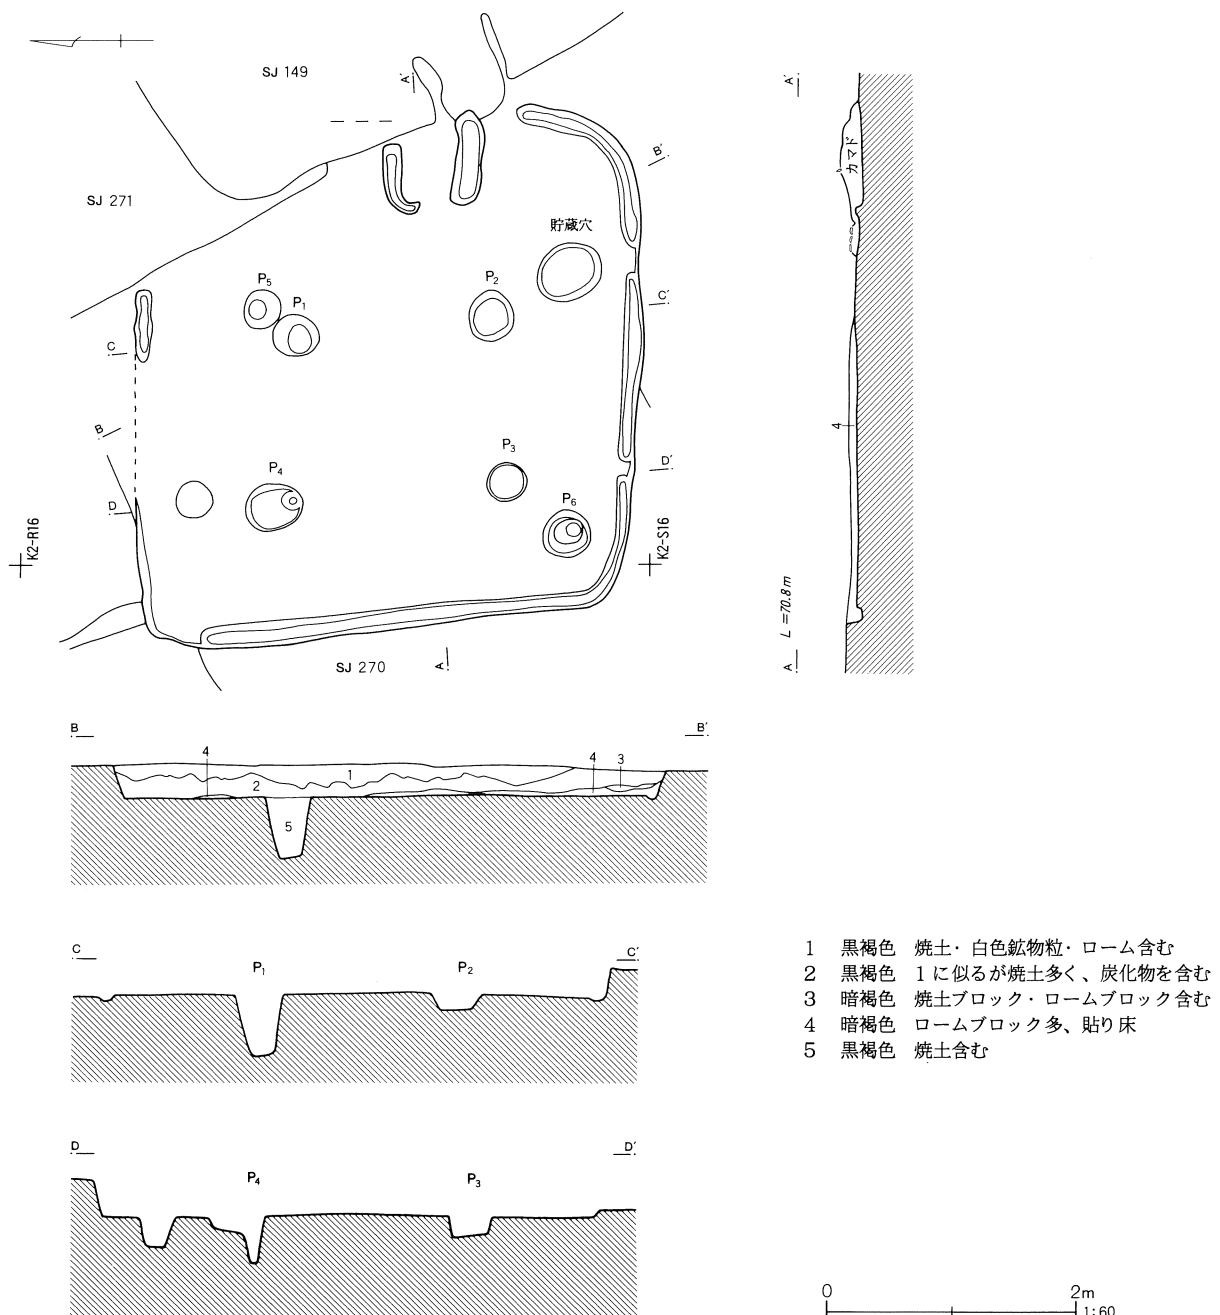 SJ 149
A′
A′
B′
カマド
SJ 271
貯蔵穴
P5
P1
P2
C′
C
B
4
P3
D′
P4
D
P6
K2-R16
K2-S16
L=70.8m
SJ 270
A
A
B
B′
4
1
4
3
2
5
C
P1
P2
C′
1 黒褐色 焼土・白色鉱物粒・ローム含む
2 黒褐色 1に似るが焼土多く、炭化物を含む
3 暗褐色 焼土ブロック・ロームブロック含む
4 暗褐色 ロームブロック多、貼り床
5 黒褐色 焼土含む
D
D′
P4
P3
0 2m
1:60